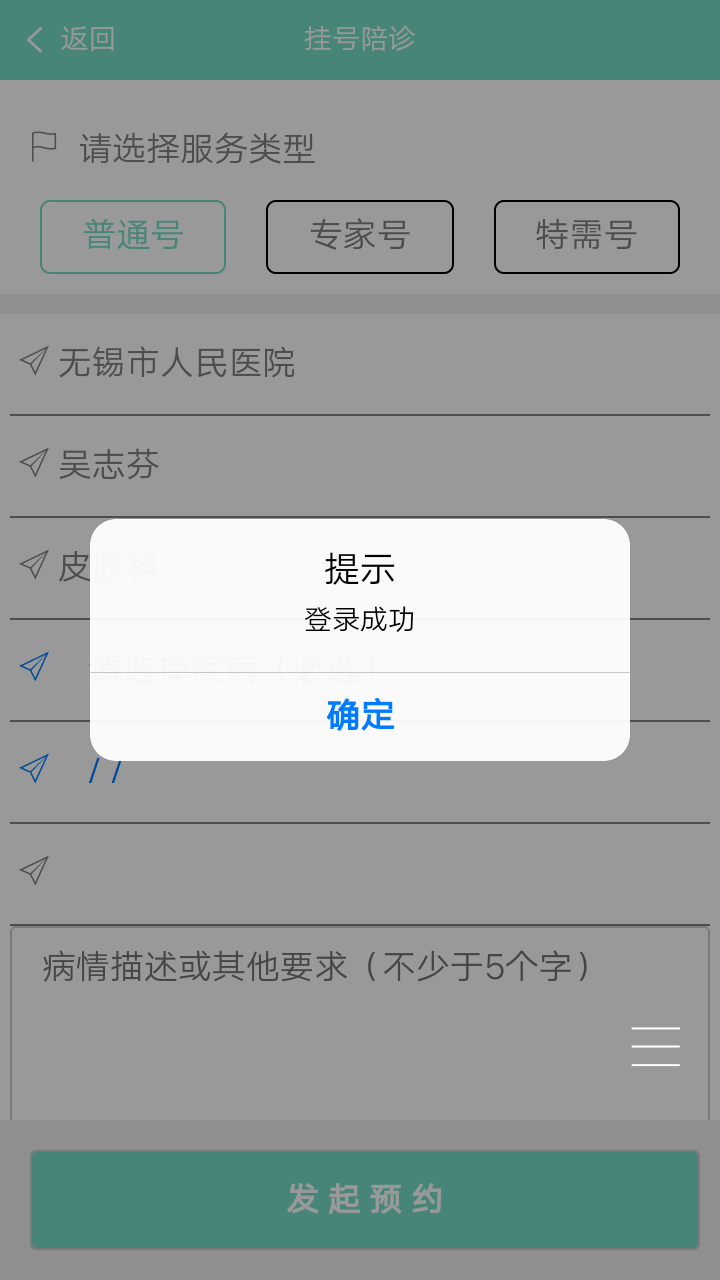 返回
挂号陪诊
请选择服务类型
普通号
专家号
特需号
无锡市人民医院
吴志芬
皮肤科
提示
登录成功
请选择疾病（必选）
确定
//
病情描述或其他要求（不少于5个字）
发起预约